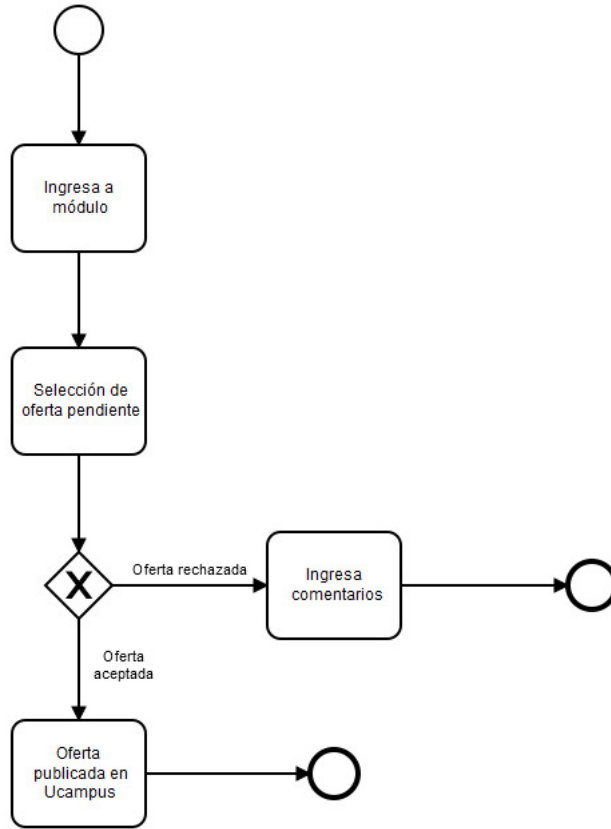 Ingresa a
módulo
Selección de
oferta pendiente
Oferta rechazada
Ingresa
comentarios
Oferta
aceptada
Oferta
publicada en
Ucampus